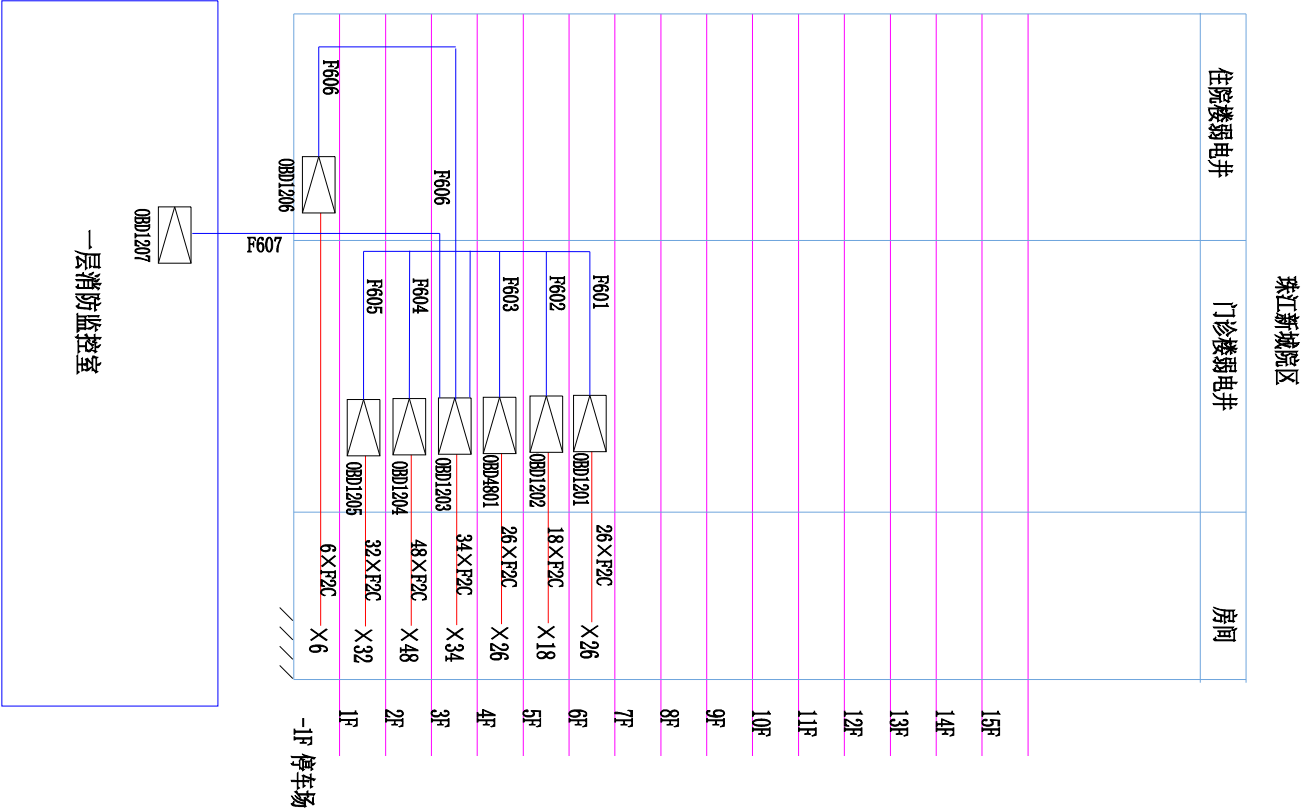 珠江新城院区
住院楼弱电井
门诊楼弱电井
房间
15F
14F
13F
12F
11F
10F
9F
8F
7F
6F
F601
OBD1201
26×F2C
×26
5F
F602
OBD1202
18×F2C
×18
4F
F603
OBD4801
26×F2C
×26
3F
F606
OBD1203
34×F2C
×34
2F
F604
OBD1204
48×F2C
×48
1F
F605
OBD1205
32×F2C
×32
-1F 停车场
F606
OBD1206
6×F2C
×6
F607
OBD1207
一层消防监控室